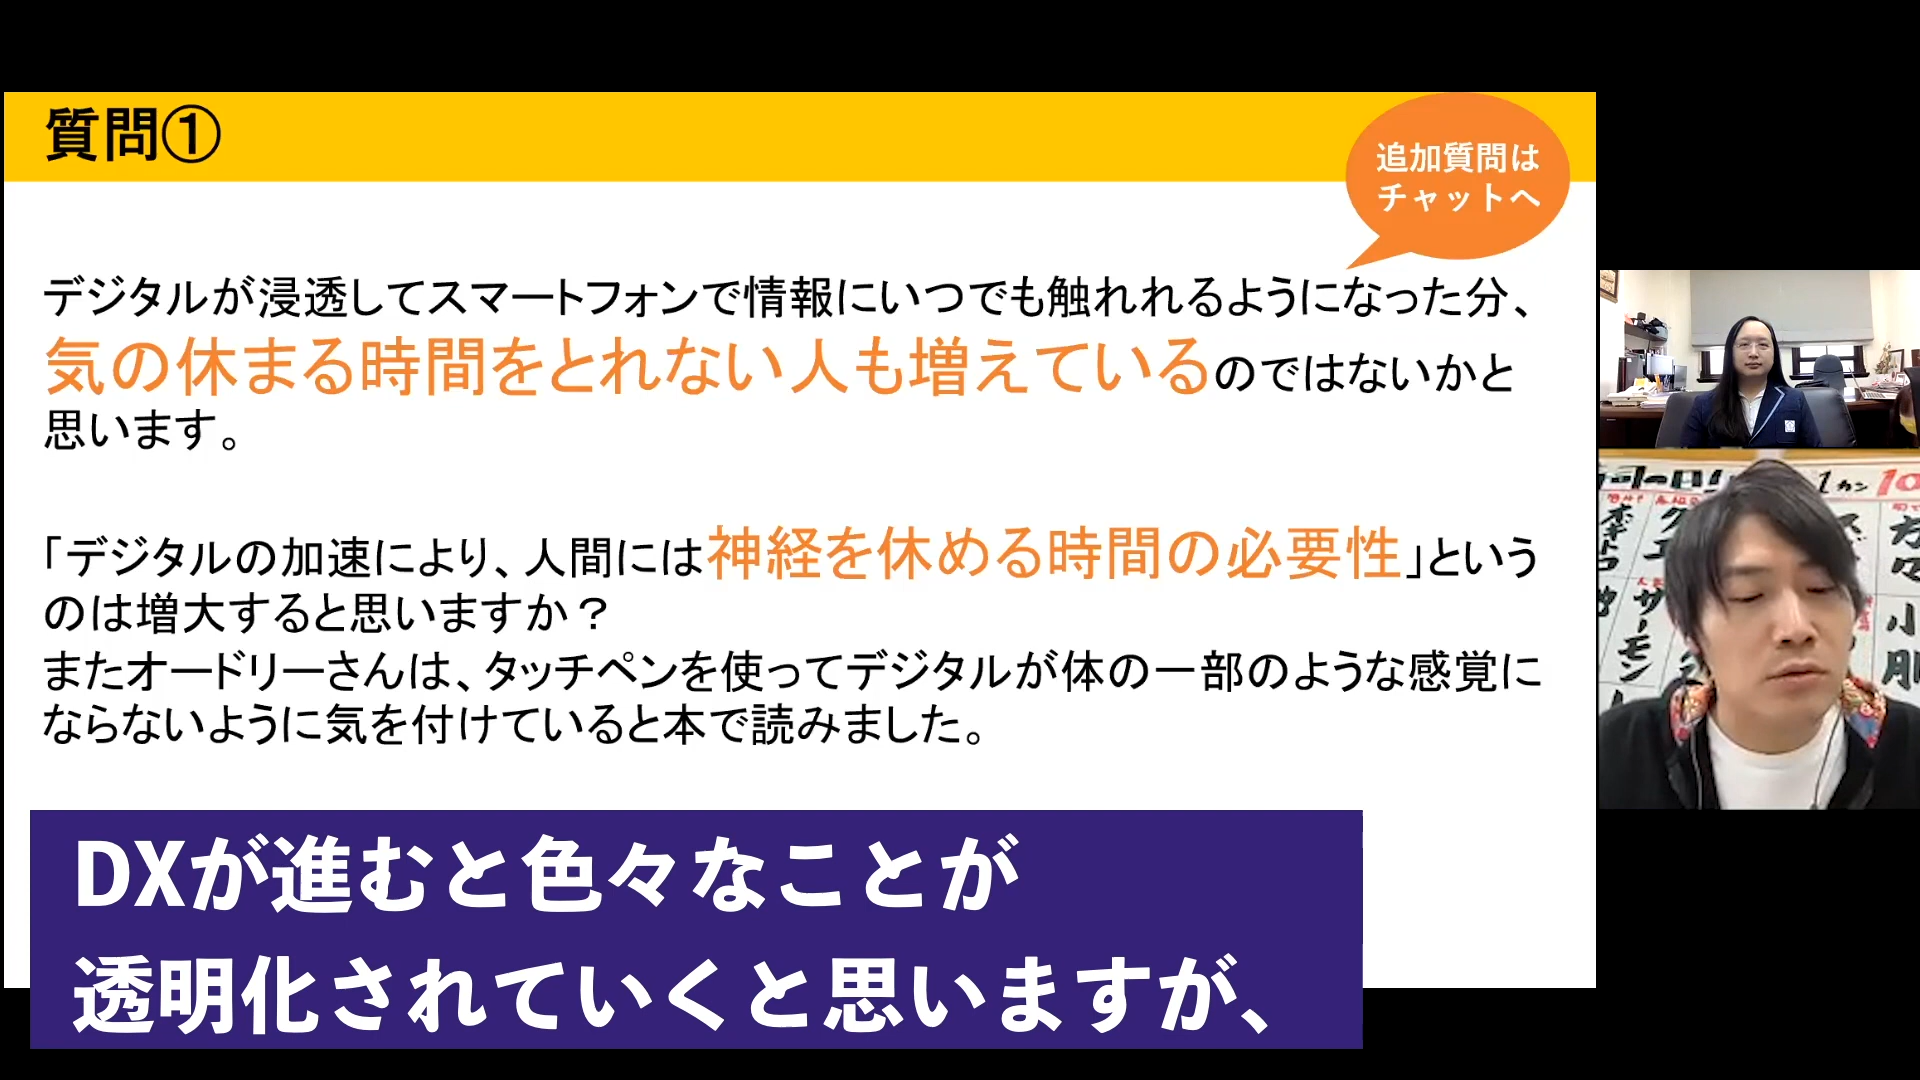 質問①
追加質問は
チャットへ
デジタルが浸透してスマートフォンで情報にいつでも触れれるようになった分、
気の休まる時間をとれない人も増えているのではないかと
思います。
「デジタルの加速により、人間には神経を休める時間の必要性」という
のは増大すると思いますか？
またオードリーさんは、タッチペンを使ってデジタルが体の一部のような感覚に
ならないように気を付けていると本で読みました。
DXが進むと色々なことが
透明化されていくと思いますが、
1カン
サーモン